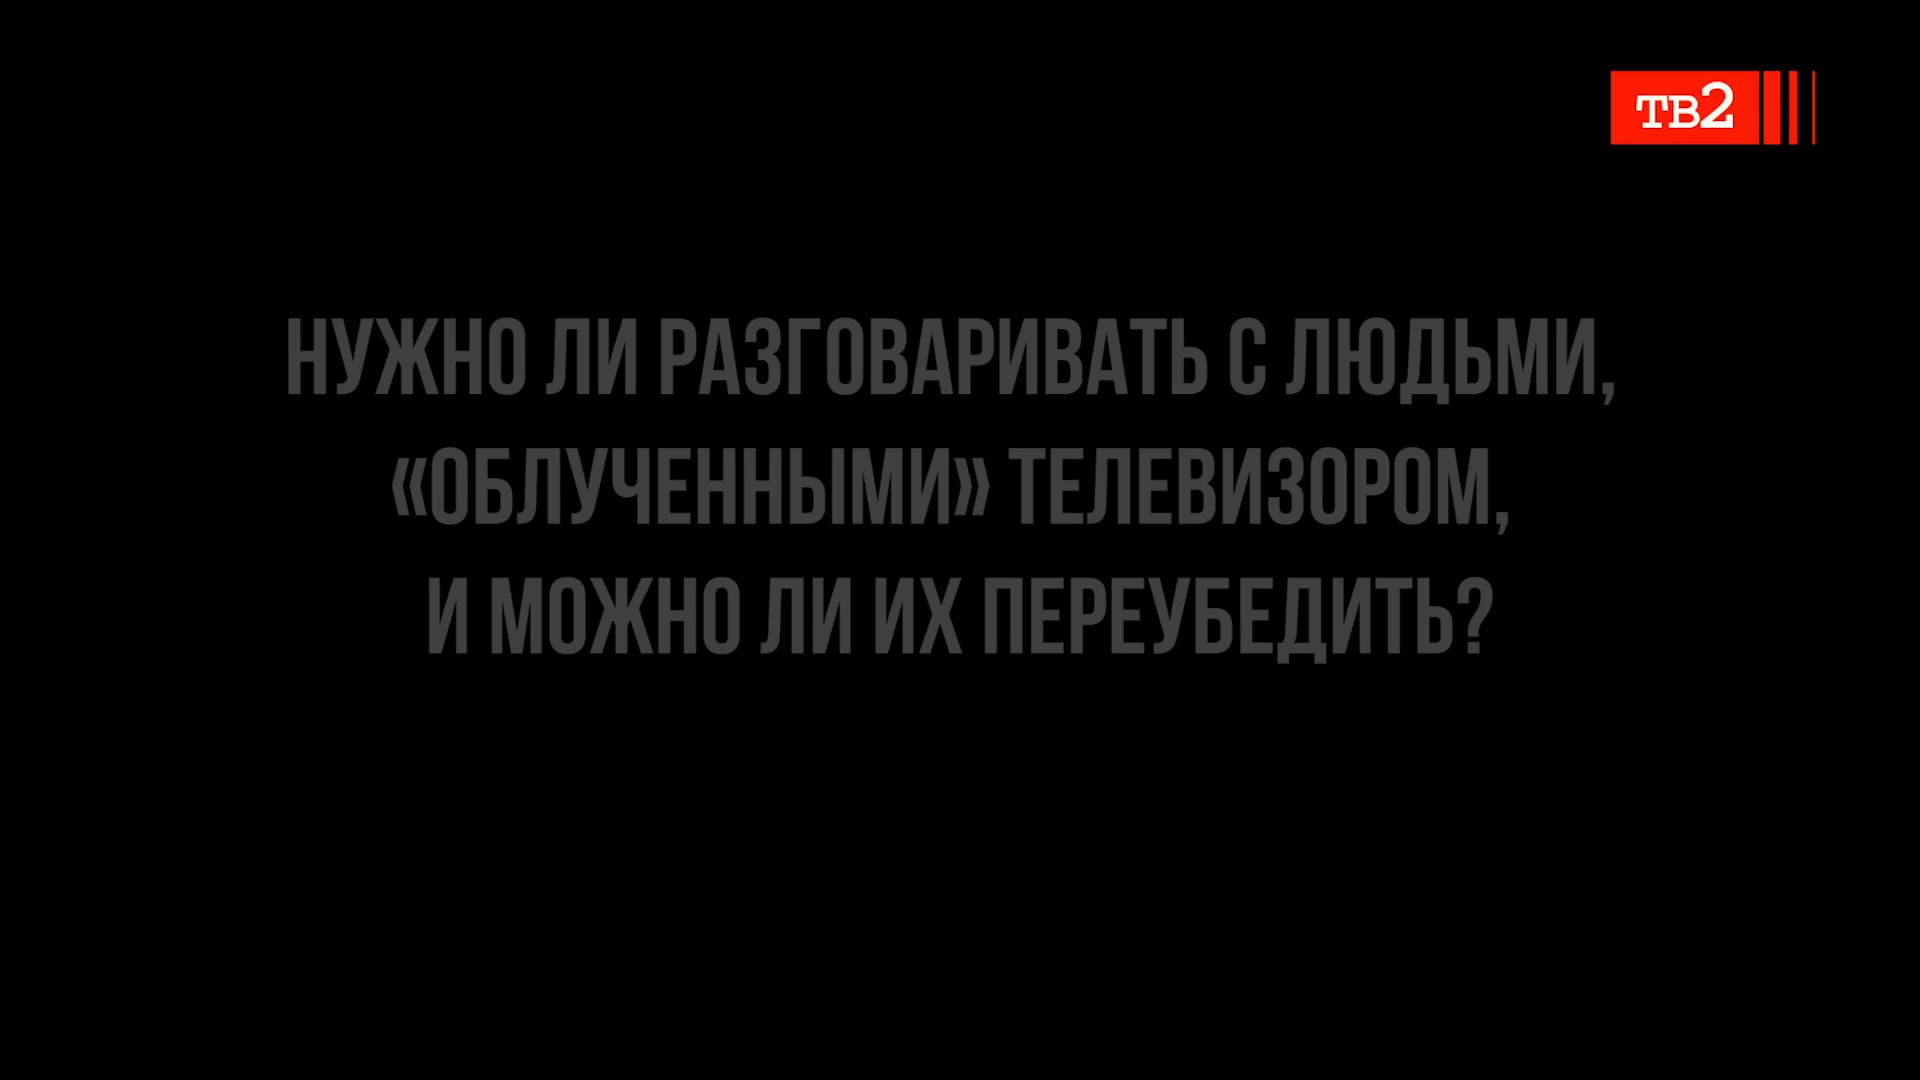 ТВ2
НУЖНО ЛИ РАЗГОВАРИВАТЬ С ЛЮДЬМИ,
«ОБЛУЧЕННЫМИ» ТЕЛЕВИЗОРОМ,
И МОЖНО ЛИ ИХ ПЕРЕУБЕДИТЬ?